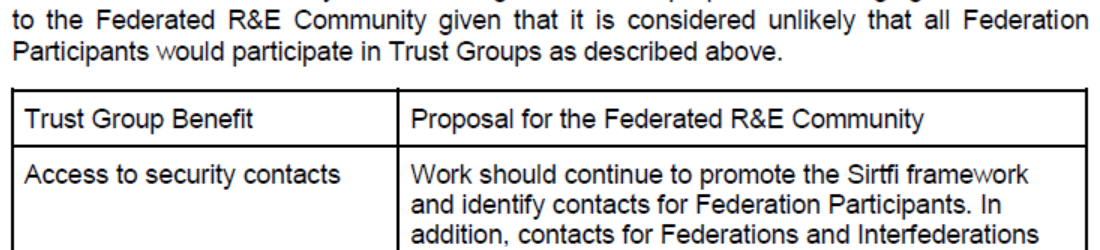 to the Federated R&E Community given that it is considered unlikely that all Federation
Participants would participate in Trust Groups as described above.
Trust Group Benefit
Proposal for the Federated R&E Community
Access to security contacts
Work should continue to promote the Sirtfi framework
and identify contacts for Federation Participants. In
addition, contacts for Federations and Interfederations